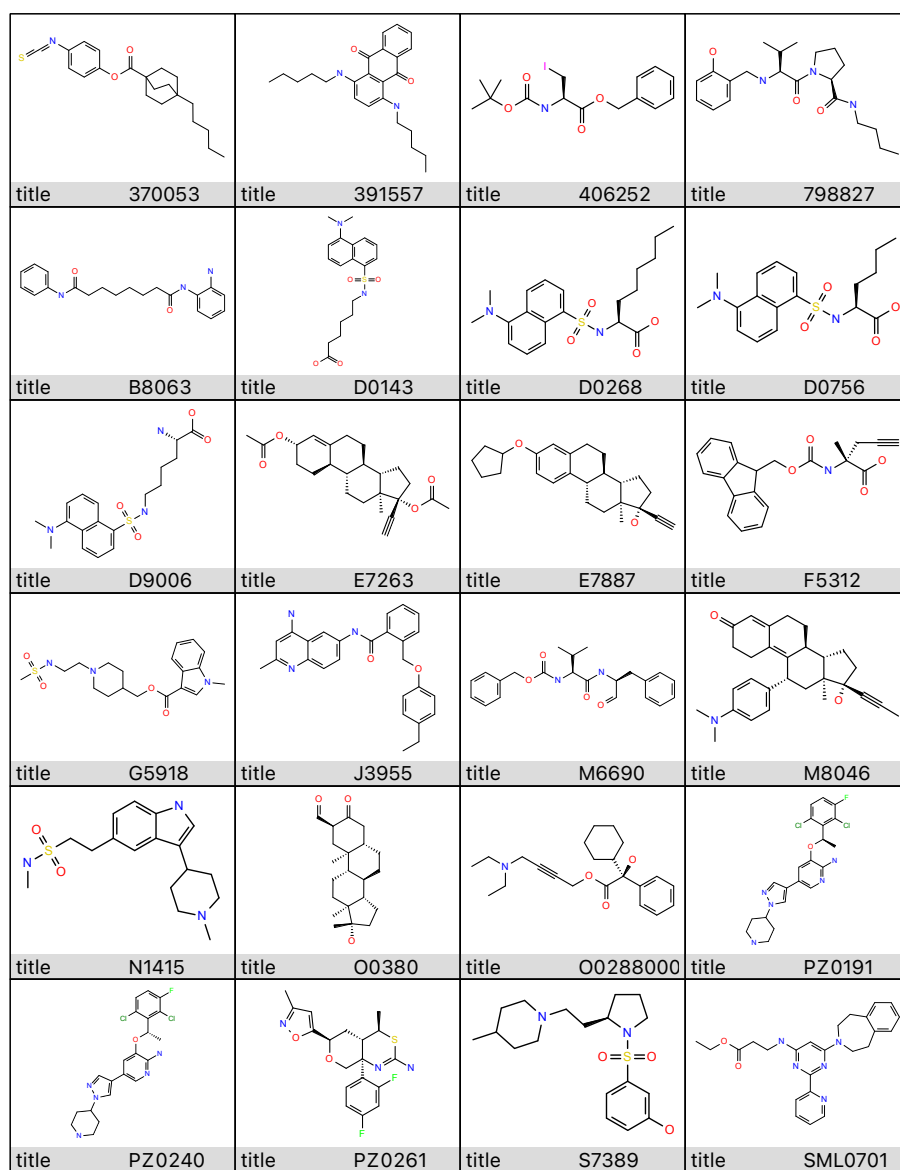 title 370053
title 391557
title 406252
title 798827
title B8063
title D0143
title D0268
title D0756
title D9006
title E7263
title E7887
title F5312
title G5918
title J3955
title M6690
title M8046
title N1415
title O0380
title O0288000
title PZ0191
title PZ0240
title PZ0261
title S7389
title SML0701